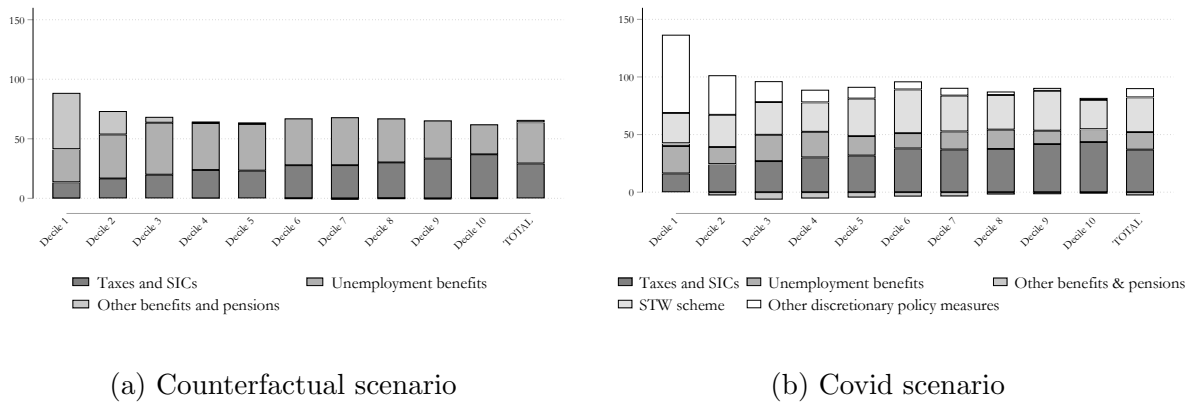 150
100
50
0
Decile 1 Decile 2 Decile 3 Decile 4 Decile 5 Decile 6 Decile 7 Decile 8 Decile 9 Decile 10 TOTAL
Taxes and SICs Unemployment benefits
Other benefits and pensions
(a) Counterfactual scenario
150
100
50
0
Decile 1 Decile 2 Decile 3 Decile 4 Decile 5 Decile 6 Decile 7 Decile 8 Decile 9 Decile 10 TOTAL
Taxes and SICs Unemployment benefits Other benefits & pensions
STW scheme Other discretionary policy measures
(b) Covid scenario